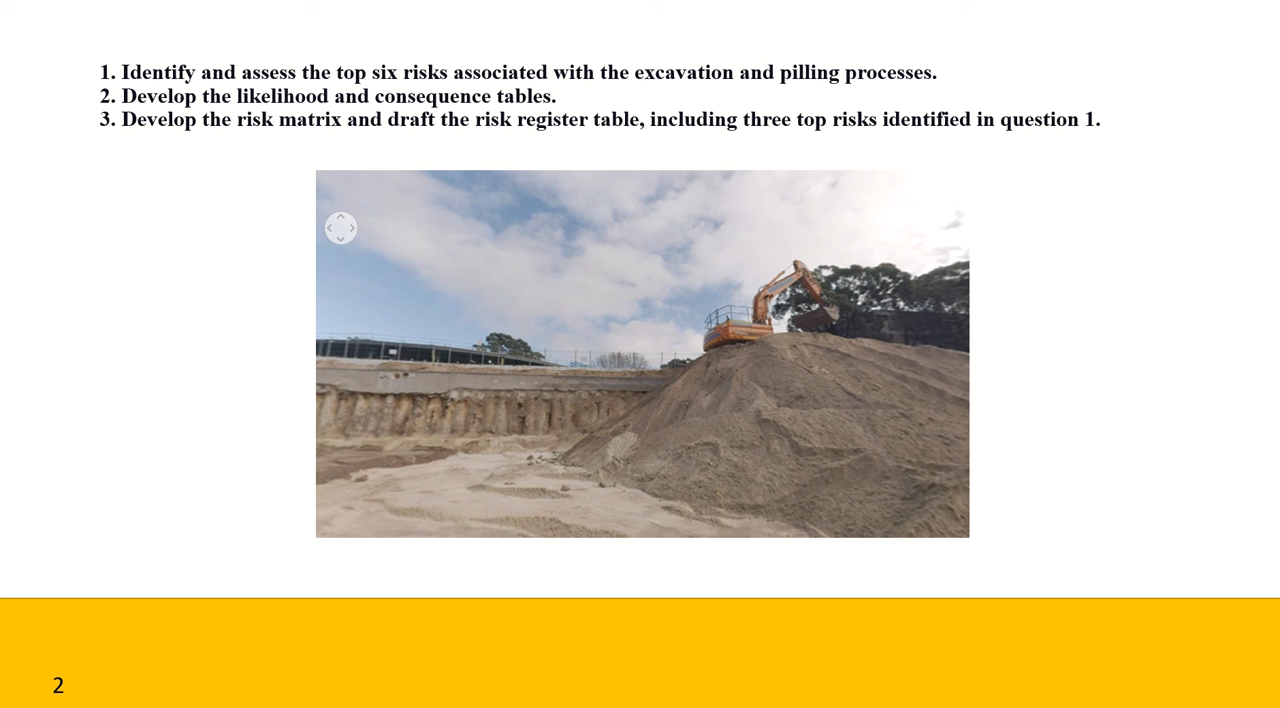 1. Identify and assess the top six risks associated with the excavation and pilling processes.
2. Develop the likelihood and consequence tables.
3. Develop the risk matrix and draft the risk register table, including three top risks identified in question 1.
2